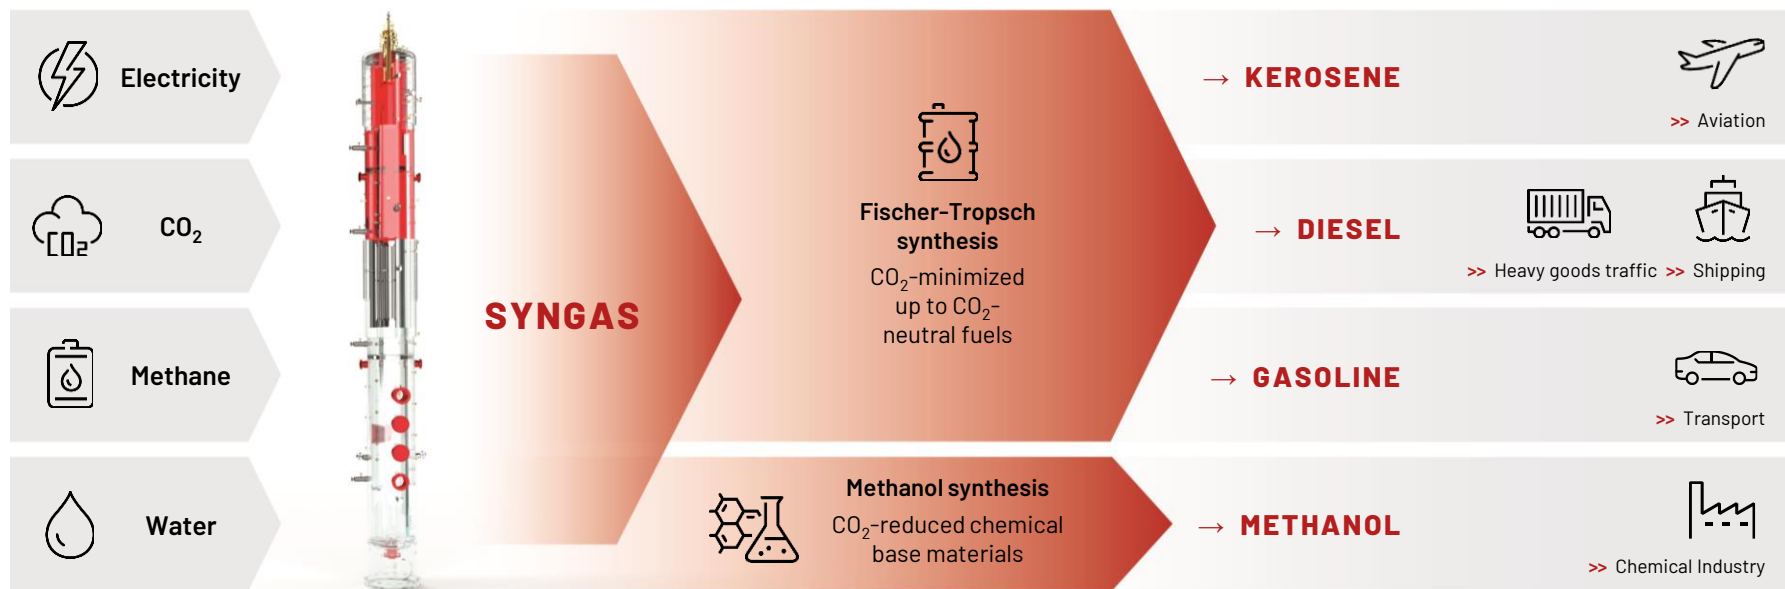 Electricity
CO₂
CO₂
Methane
Water
SYNGAS
Fischer-Tropsch
synthesis
CO₂-minimized
up to CO₂-
neutral fuels
Methanol synthesis
CO₂-reduced chemical
base materials
→ KEROSENE
>> Aviation
→ DIESEL
>> Heavy goods traffic >> Shipping
→ GASOLINE
>> Transport
→ METHANOL
>> Chemical Industry